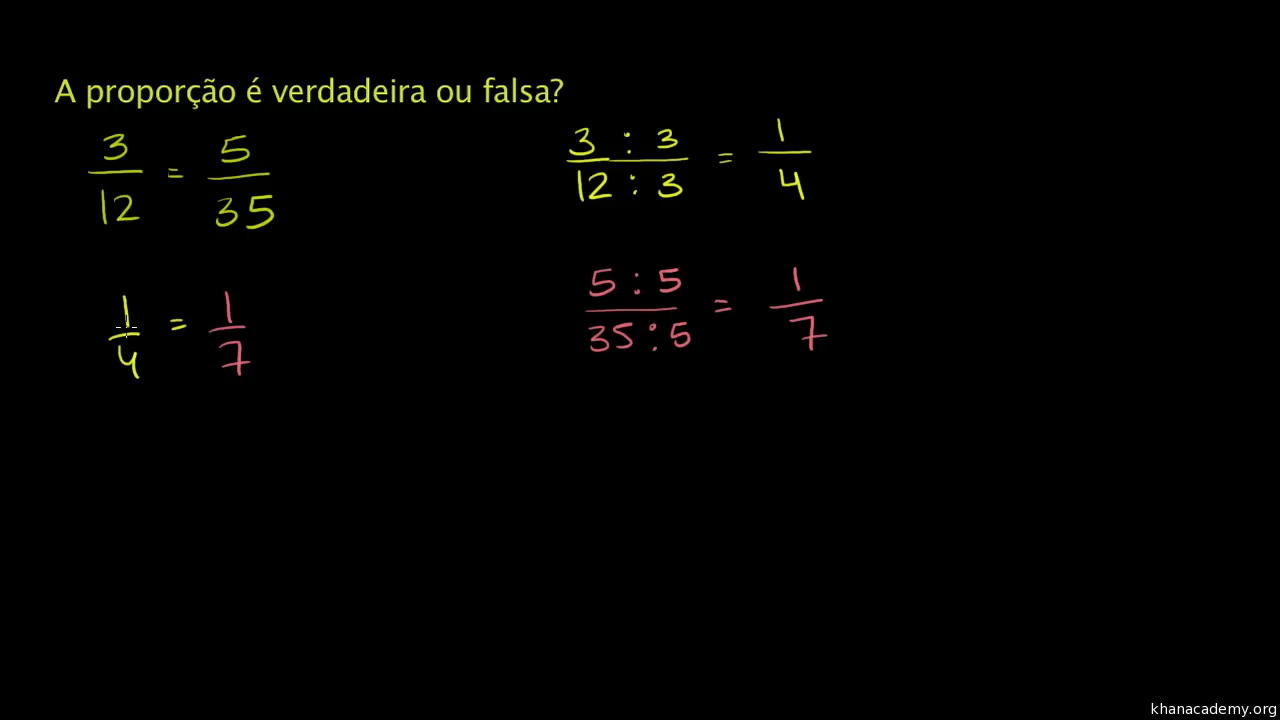 A proporção é verdadeira ou falsa?
3/12 = 5/35
3 : 3 / 12 : 3 = 1/4
1/4 = 1/7
5 : 5 / 35 : 5 = 1/7
khanacademy.org